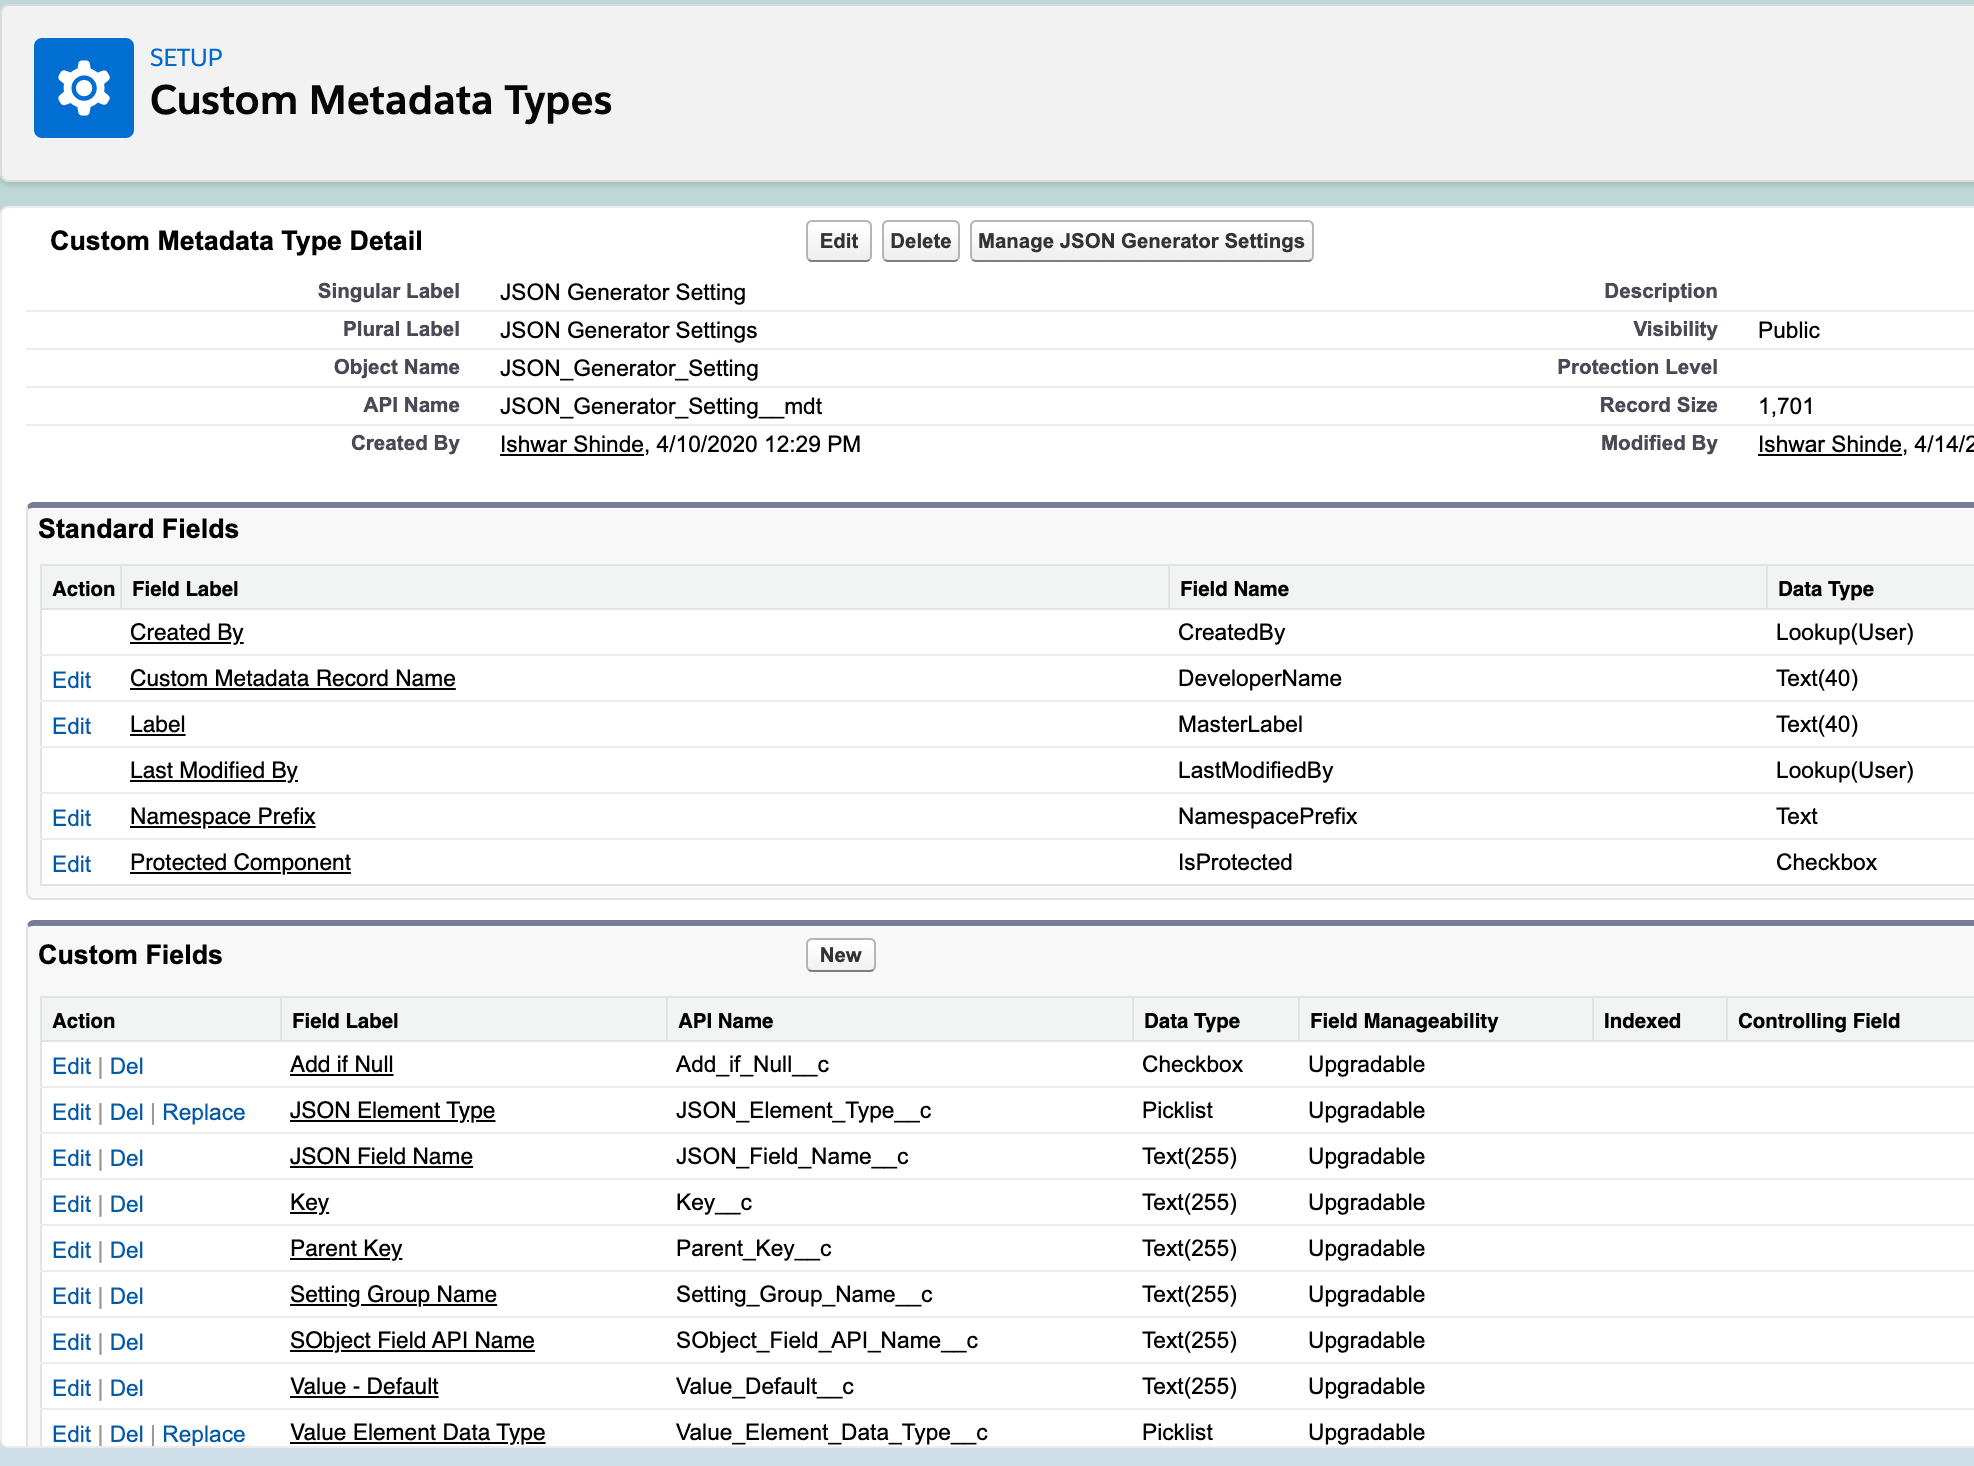 SETUP
Custom Metadata Types
Custom Metadata Type Detail Edit Delete Manage JSON Generator Settings
Singular Label JSON Generator Setting Description
Plural Label JSON Generator Settings Visibility Public
Object Name JSON_Generator_Setting Protection Level
API Name JSON_Generator_Setting__mdt Record Size 1,701
Created By Ishwar Shinde, 4/10/2020 12:29 PM Modified By Ishwar Shinde, 4/14/2
Standard Fields
Action Field Label Field Name Data Type
Created By CreatedBy Lookup(User)
Edit Custom Metadata Record Name DeveloperName Text(40)
Edit Label MasterLabel Text(40)
Last Modified By LastModifiedBy Lookup(User)
Edit Namespace Prefix NamespacePrefix Text
Edit Protected Component IsProtected Checkbox
Custom Fields New
Action Field Label API Name Data Type Field Manageability Indexed Controlling Field
Edit | Del Add if Null Add_if_Null__c Checkbox Upgradable
Edit | Del | Replace JSON Element Type JSON_Element_Type__c Picklist Upgradable
Edit | Del JSON Field Name JSON_Field_Name__c Text(255) Upgradable
Edit | Del Key Key__c Text(255) Upgradable
Edit | Del Parent Key Parent_Key__c Text(255) Upgradable
Edit | Del Setting Group Name Setting_Group_Name__c Text(255) Upgradable
Edit | Del SObject Field API Name SObject_Field_API_Name__c Text(255) Upgradable
Edit | Del Value - Default Value_Default__c Text(255) Upgradable
Edit | Del | Replace Value Element Data Type Value_Element_Data_Type__c Picklist Upgradable